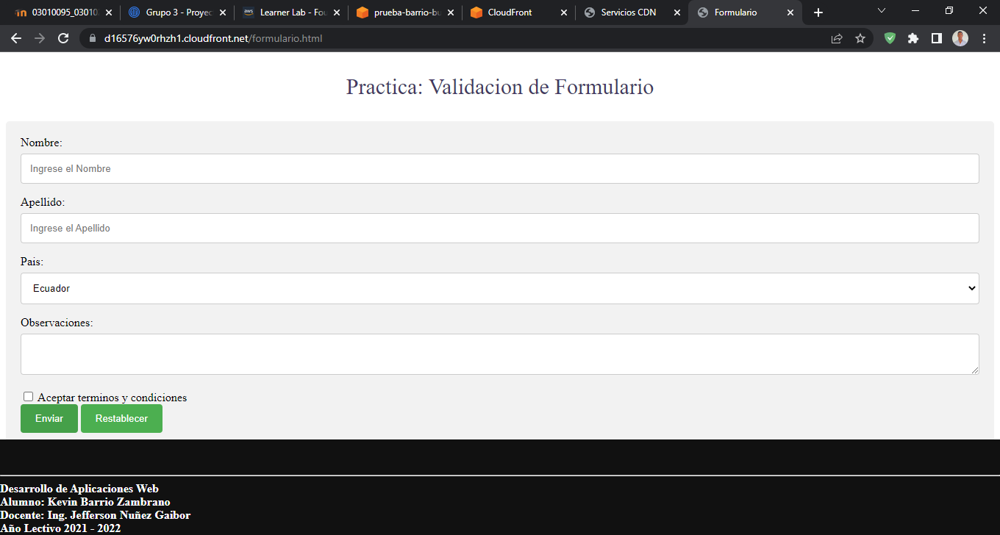 03010095_03010
Grupo 3 - Proyec
Learner Lab - Fou
prueba-barrio-bu
CloudFront
Servicios CDN
Formulario
d16576yw0rhzh1.cloudfront.net/formulario.html
Practica: Validacion de Formulario
Nombre:
Ingrese el Nombre
Apellido:
Ingrese el Apellido
Pais:
Ecuador
Observaciones:
Aceptar terminos y condiciones
Enviar Restablecer
Desarrollo de Aplicaciones Web
Alumno: Kevin Barrio Zambrano
Docente: Ing. Jefferson Nuñez Gaibor
Año Lectivo 2021 - 2022